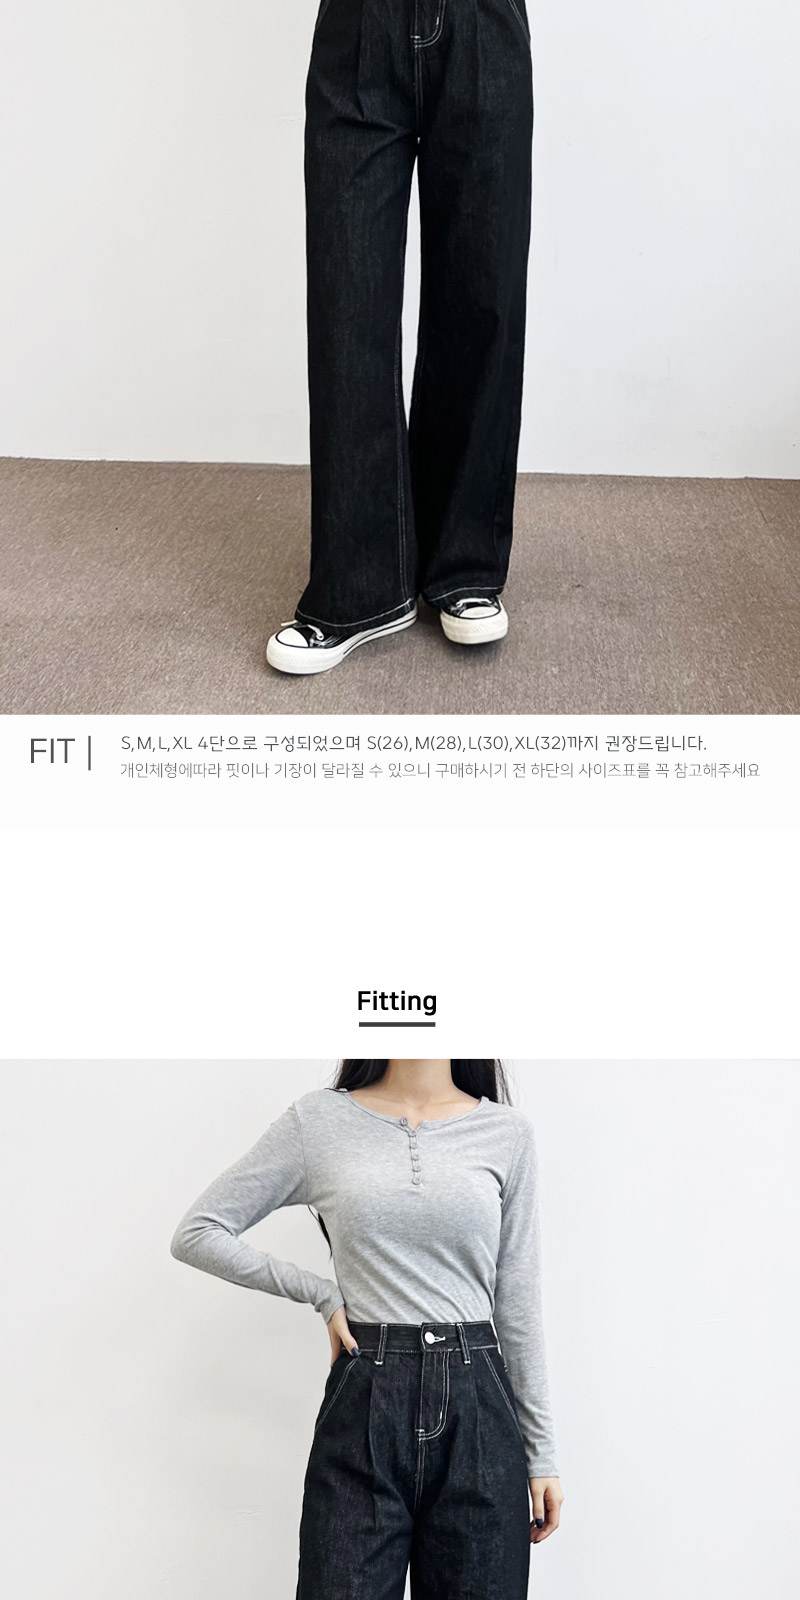 FIT |
S,M,L,XL 4단으로 구성되었으며 S(26),M(28),L(30),XL(32)까지 권장드립니다.
개인체형에따라 핏이나 기장이 달라질 수 있으니 구매하시기 전 하단의 사이즈표를 꼭 참고해주세요
Fitting